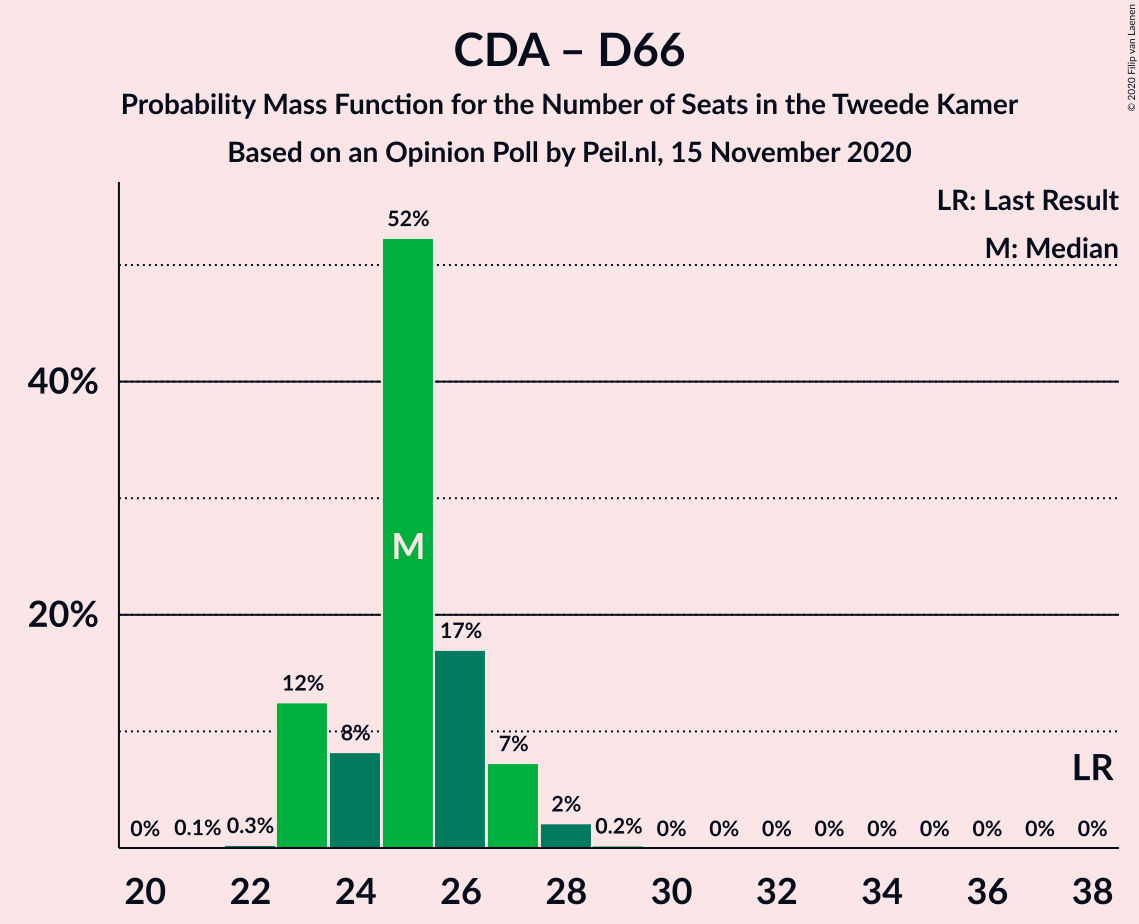 CDA – D66
Probability Mass Function for the Number of Seats in the Tweede Kamer
Based on an Opinion Poll by Peil.nl, 15 November 2020
© 2020 Filip van Laenen
LR: Last Result
M: Median
52%
40%
M
20%
17%
12%
8%
7%
LR
2%
0% 0.1% 0.3% 0.2% 0% 0% 0% 0% 0% 0% 0% 0% 0%
20 22 24 26 28 30 32 34 36 38